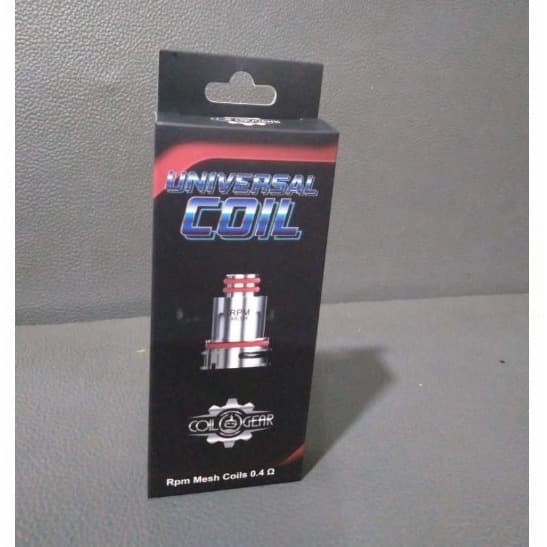 UNIVERSAL
COIL
RPM
COIL GEAR
Rpm Mesh Coils 0.4 Ω